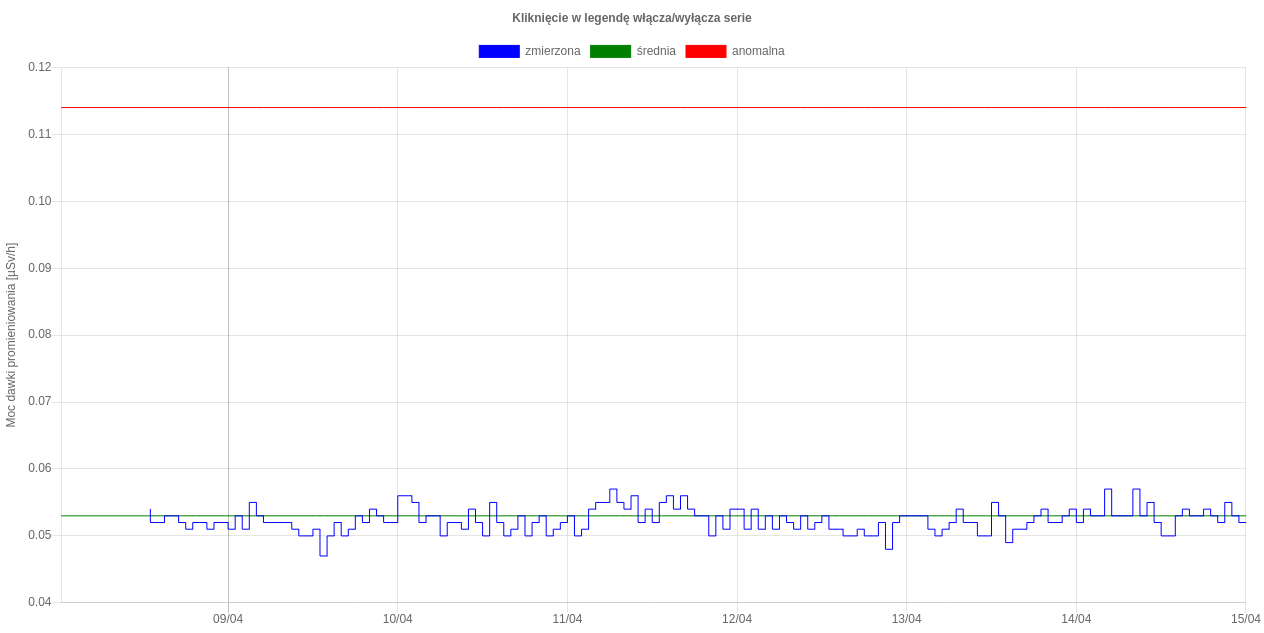 Kliknięcie w legendę włącza/wyłącza serie
zmierzona średnia anomalna
Moc dawki promieniowania [µSv/h]
0.12
0.11
0.10
0.09
0.08
0.07
0.06
0.05
0.04
09/04 10/04 11/04 12/04 13/04 14/04 15/04